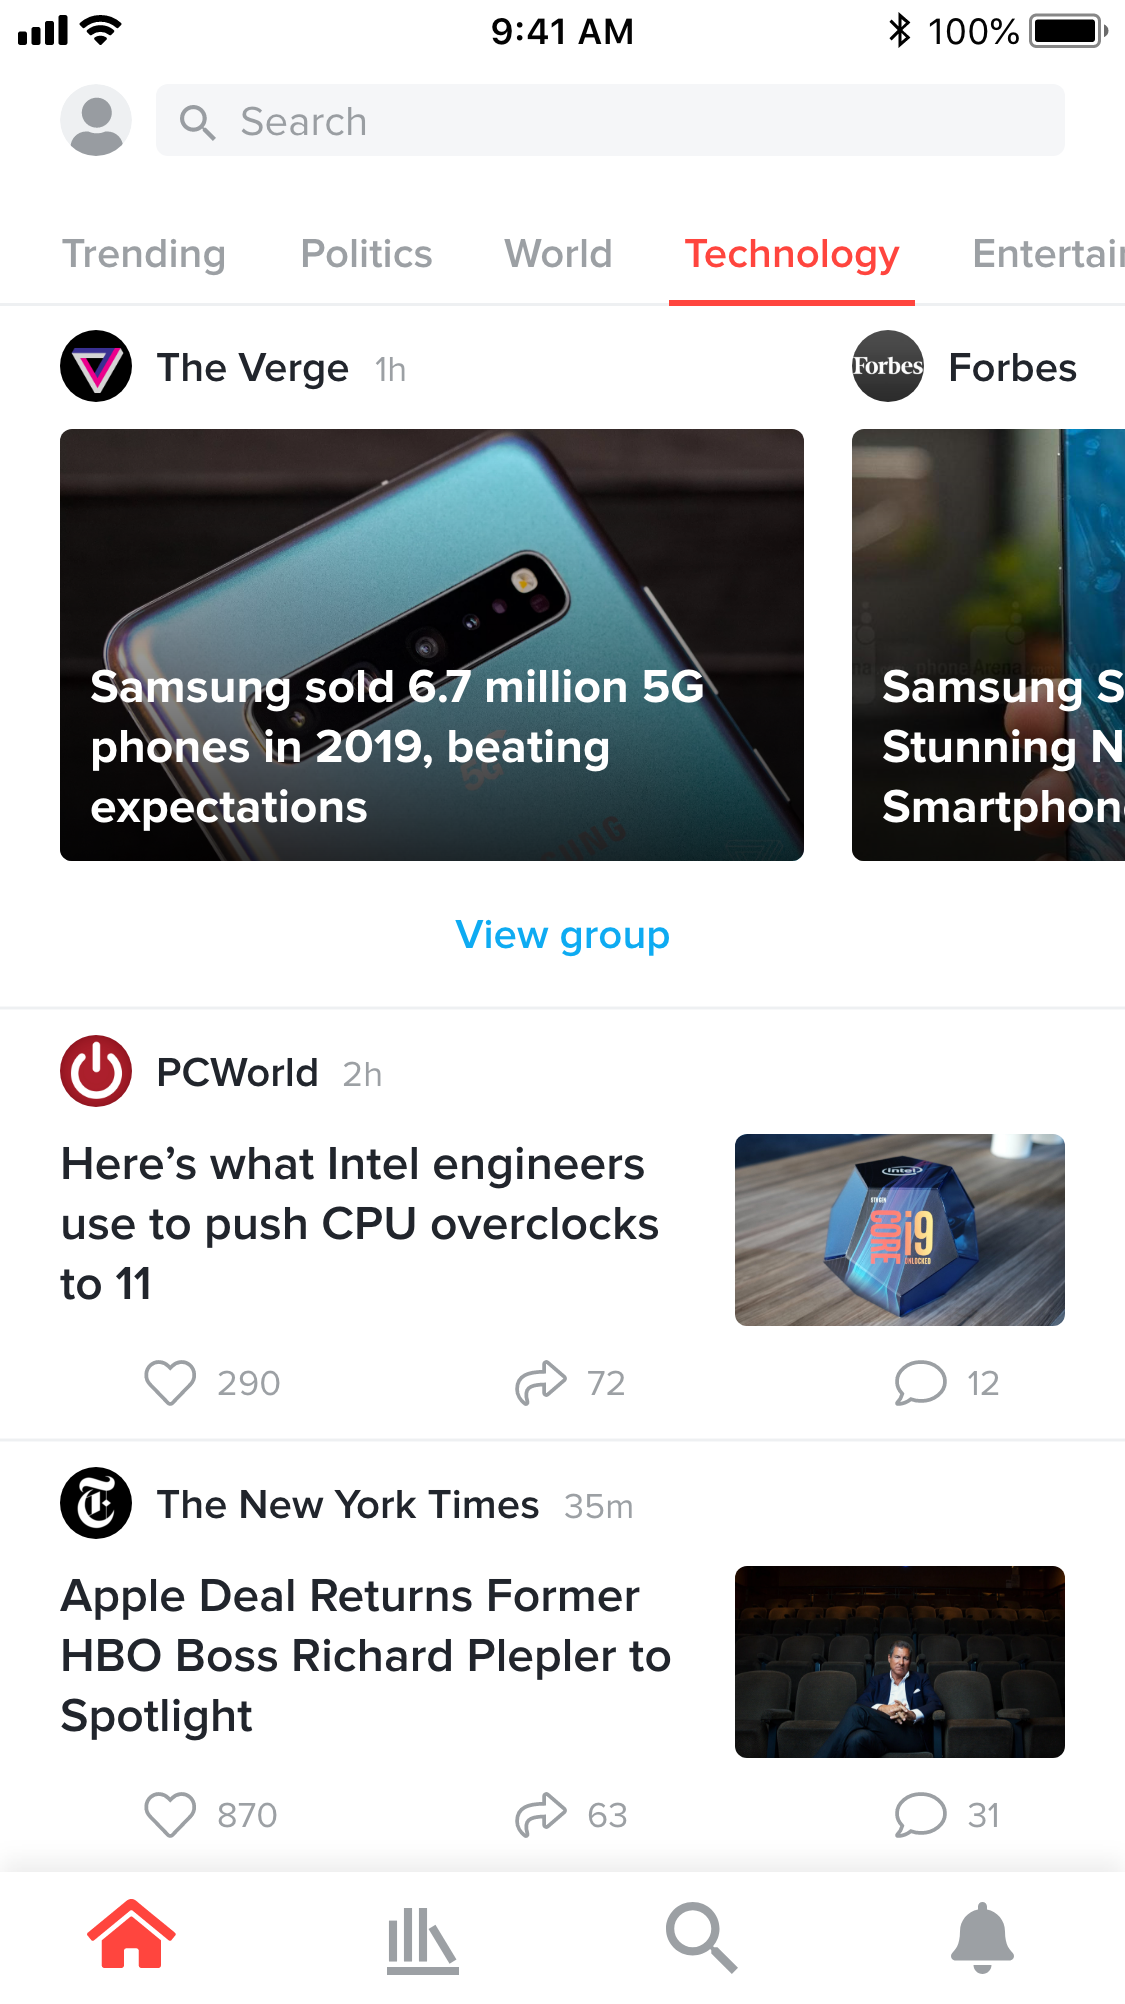 9:41 AM
100%
Search
Trending Politics World Technology Entertain
The Verge 1h
Forbes Forbes
Samsung sold 6.7 million 5G
phones in 2019, beating
expectations
Samsung S
Stunning N
Smartphon
View group
PCWorld 2h
Here’s what Intel engineers
use to push CPU overclocks
to 11
intel
CORE i9
UNLOCKED
290 72 12
The New York Times 35m
Apple Deal Returns Former
HBO Boss Richard Plepler to
Spotlight
870 63 31